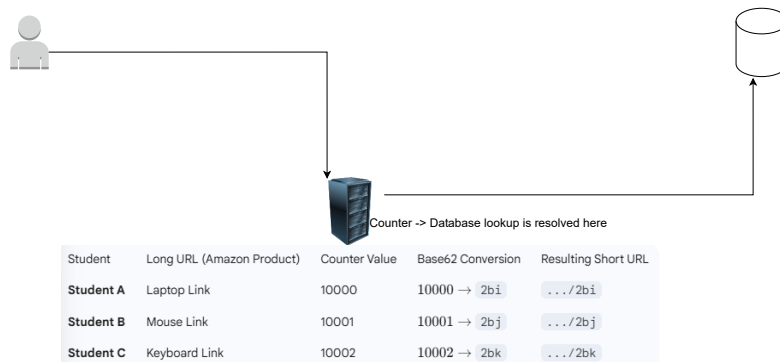 Counter -> Database lookup is resolved here
Student Long URL (Amazon Product) Counter Value Base62 Conversion Resulting Short URL
Student A Laptop Link 10000 10000 → 2bi .../2bi
Student B Mouse Link 10001 10001 → 2bj .../2bj
Student C Keyboard Link 10002 10002 → 2bk .../2bk